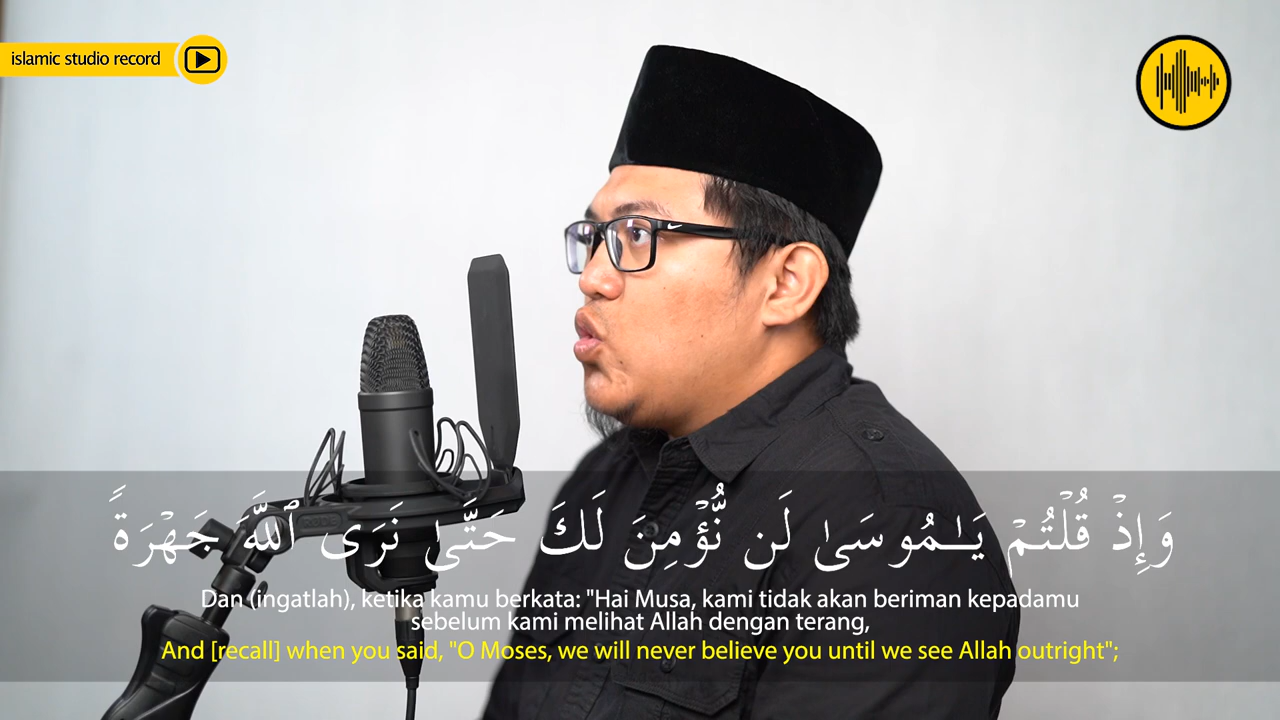 islamic studio record
وَإِذْ قُلْتُمْ يَـٰمُوسَىٰ لَن نُّؤْمِنَ لَكَ حَتَّىٰ نَرَى ٱللَّهَ جَهْرَةً
Dan (ingatlah), ketika kamu berkata: "Hai Musa, kami tidak akan beriman kepadamu
sebelum kami melihat Allah dengan terang,
And [recall] when you said, "O Moses, we will never believe you until we see Allah outright";